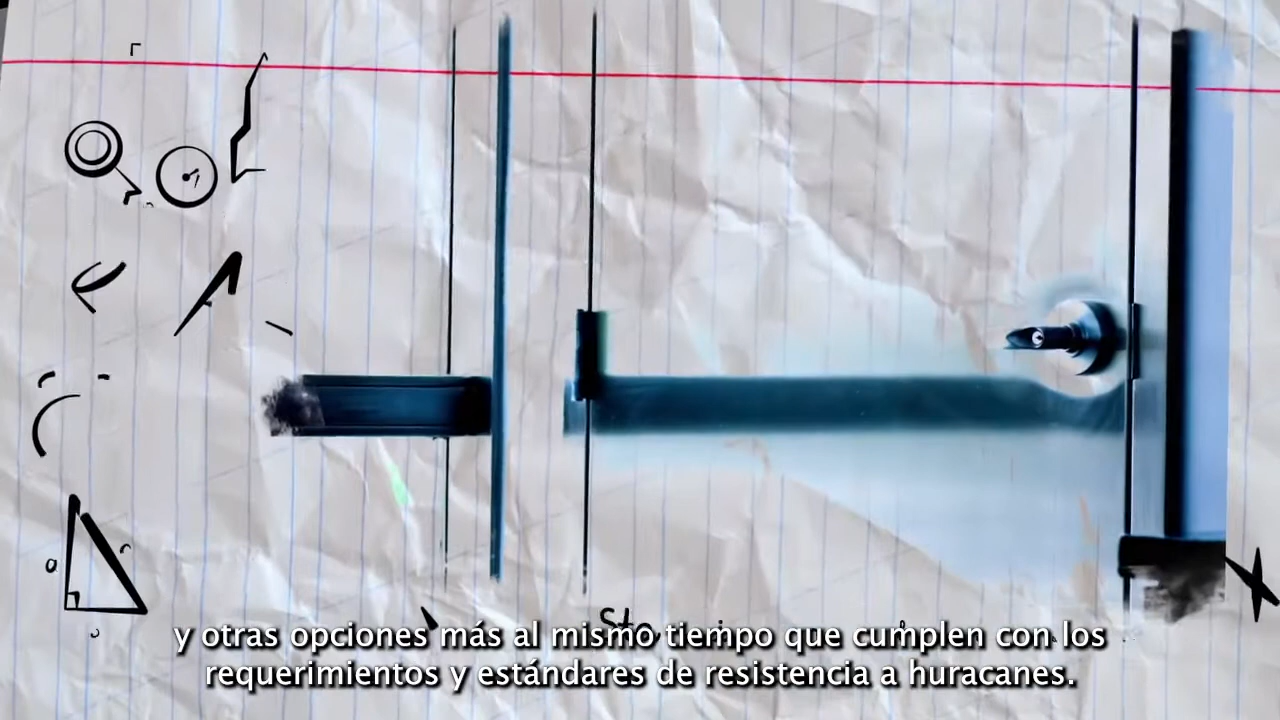 y otras opciones más al mismo tiempo que cumplen con los
requerimientos y estándares de resistencia a huracanes.